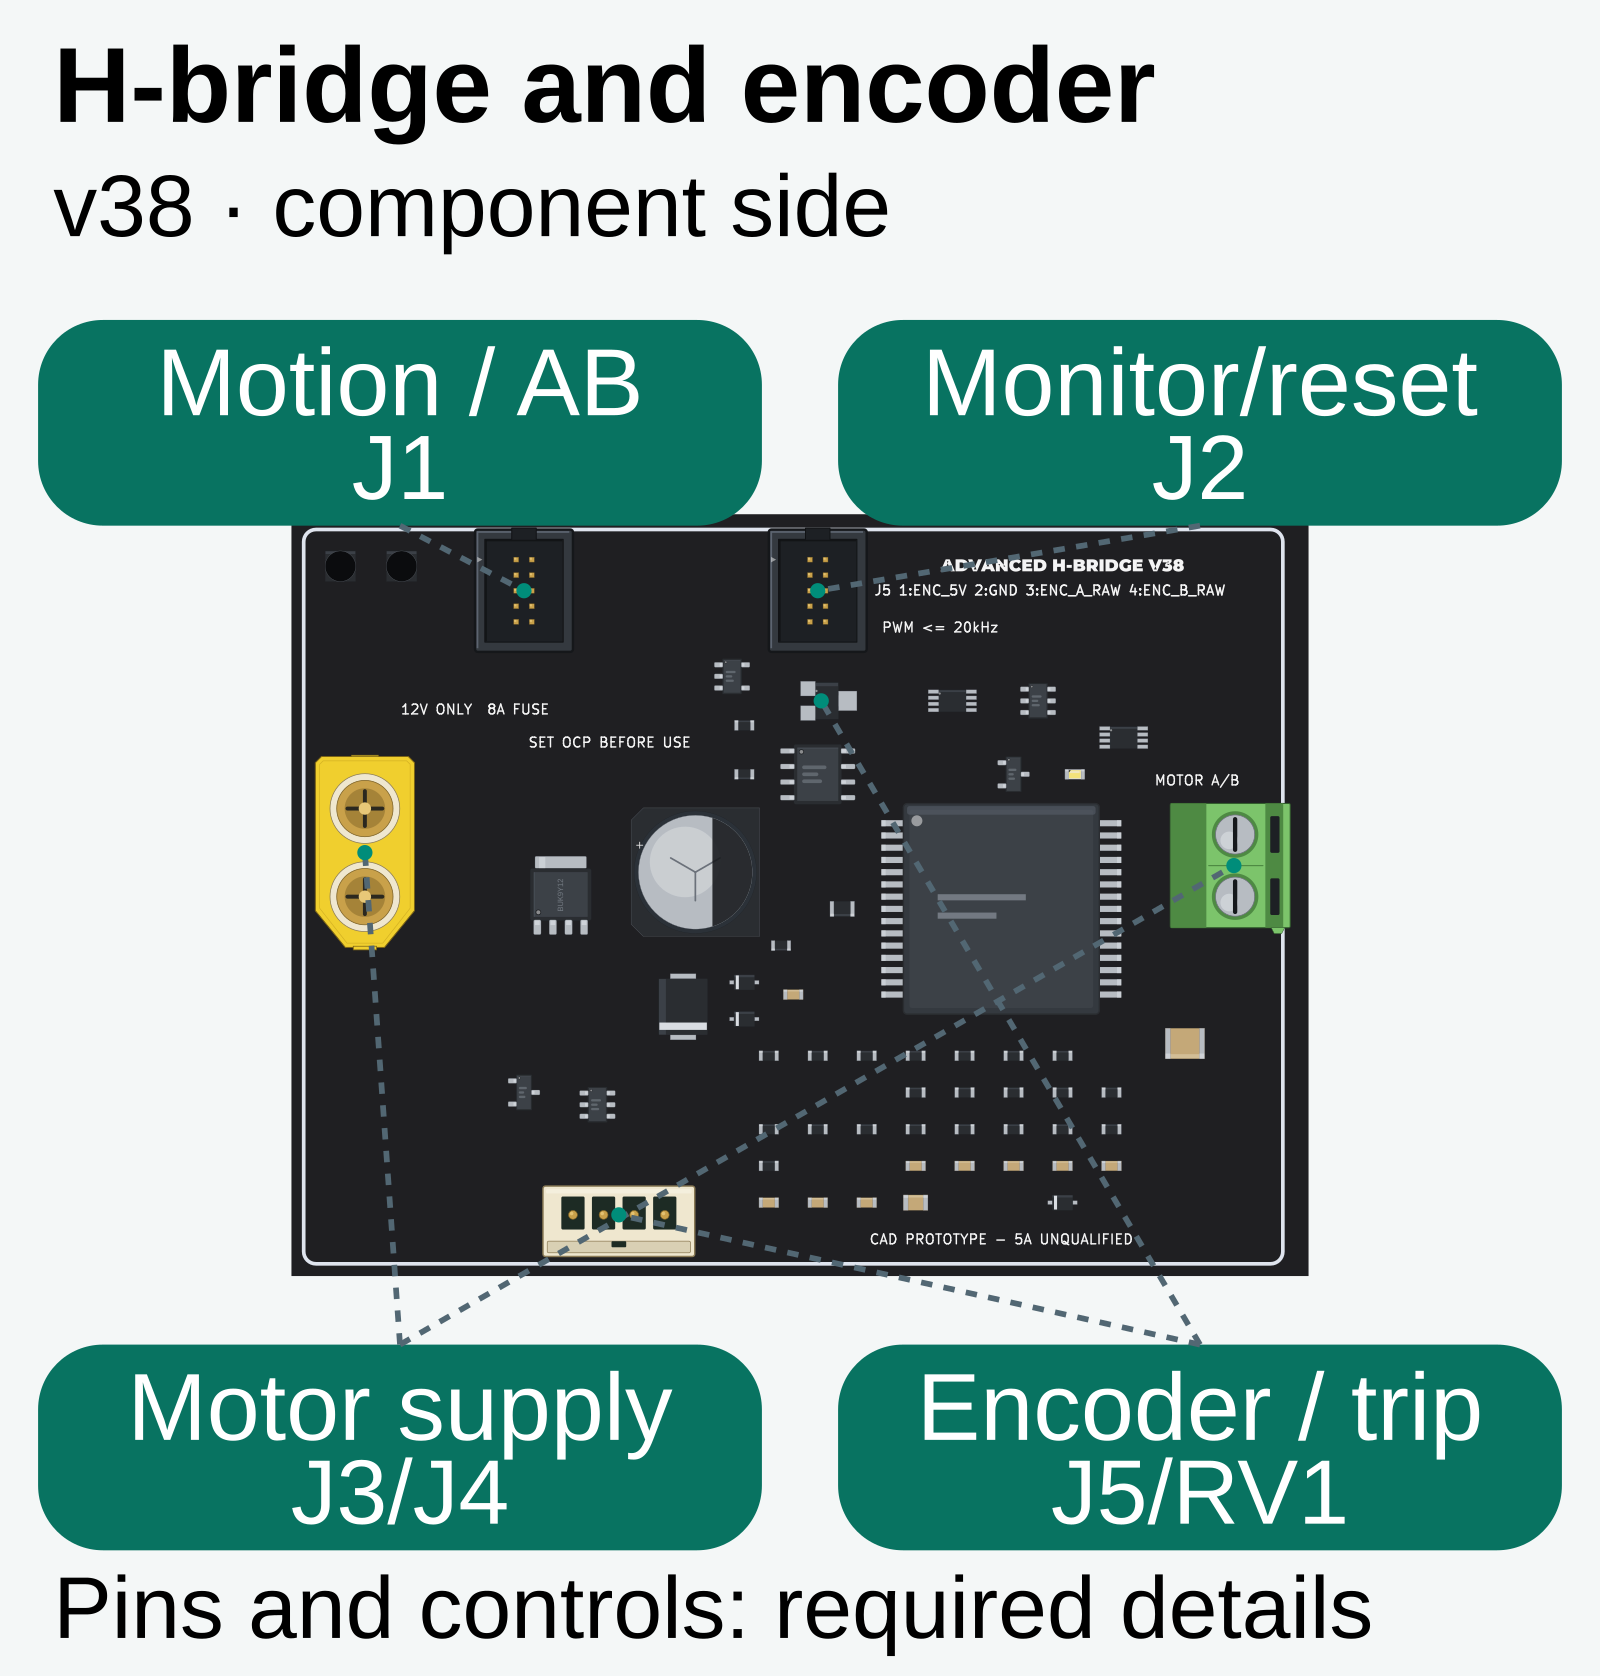 H-bridge and encoder
v38 · component side
Motion / AB
J1
Monitor/reset
J2
ADVANCED H-BRIDGE V38
J5 1:ENC_5V 2:GND 3:ENC_A_RAW 4:ENC_B_RAW
PWM <= 20kHz
12V ONLY 8A FUSE
SET OCP BEFORE USE
MOTOR A/B
+
BUK9Y12
CAD PROTOTYPE – 5A UNQUALIFIED
Motor supply
J3/J4
Encoder / trip
J5/RV1
Pins and controls: required details